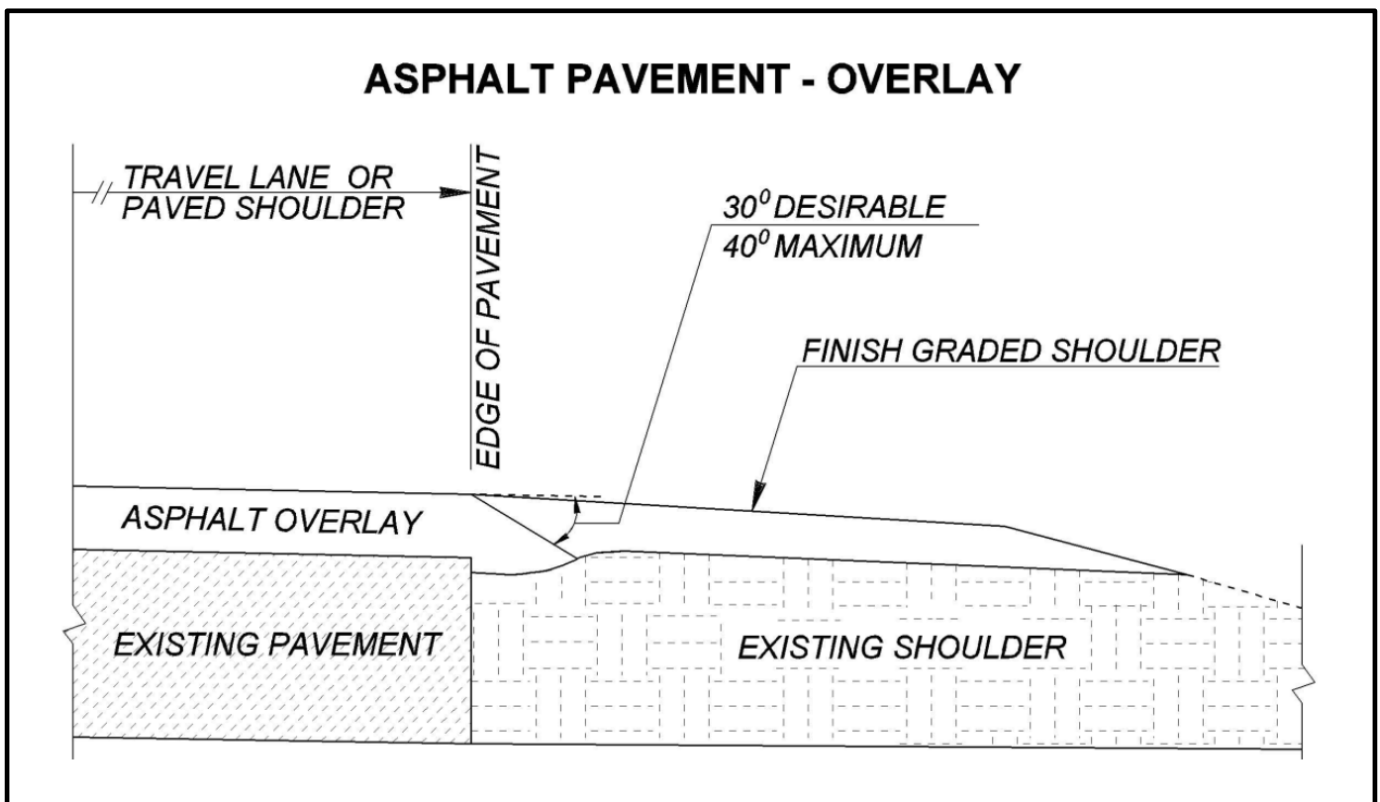 ASPHALT PAVEMENT - OVERLAY
TRAVEL LANE OR
PAVED SHOULDER
EDGE OF PAVEMENT
30⁰ DESIRABLE
40⁰ MAXIMUM
FINISH GRADED SHOULDER
ASPHALT OVERLAY
EXISTING PAVEMENT
EXISTING SHOULDER